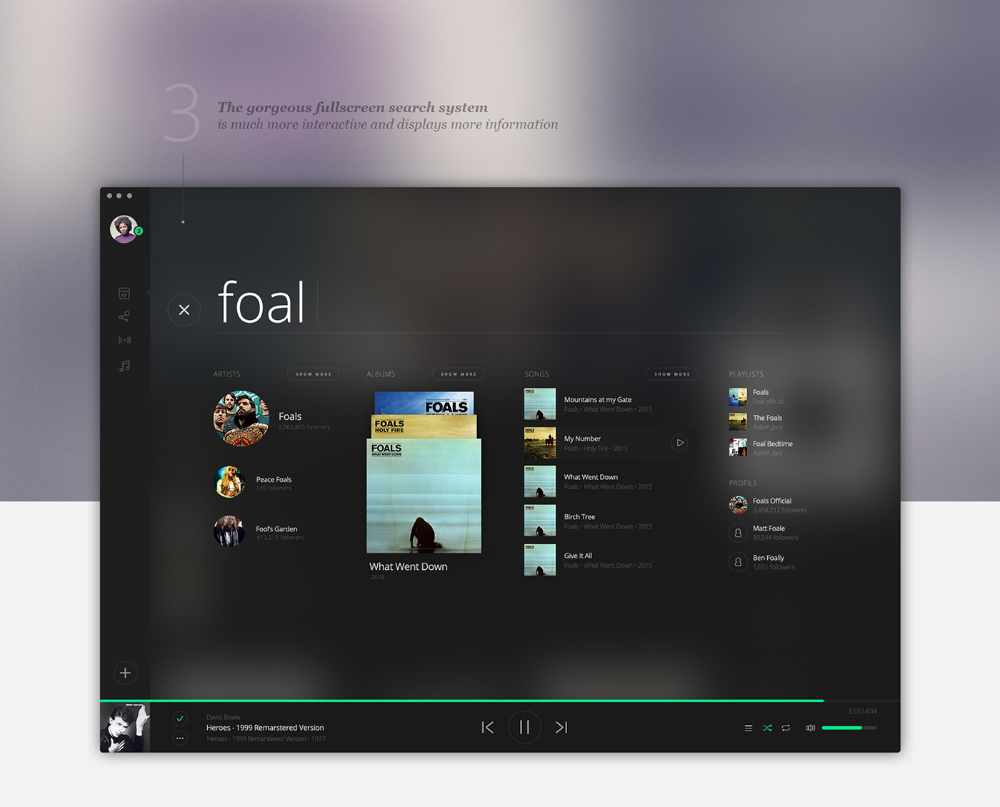 3
The gorgeous fullscreen search system
is much more interactive and displays more information
foal
ARTISTS
SHOW MORE
Foals
2,082,865 listeners
Peace Foals
131 listeners
Fool's Garden
412,215 listeners
ALBUMS
SHOW MORE
FOALS
FOALS
HOLY FIRE
FOALS
WHAT WENT DOWN
What Went Down
2015
SONGS
SHOW MORE
Mountains at my Gate
Foals - What Went Down - 2015
My Number
Foals - Holy Fire - 2013
What Went Down
Foals - What Went Down - 2015
Birch Tree
Foals - What Went Down - 2015
Give It All
Foals - What Went Down - 2015
PLAYLISTS
Foals
Foal official
The Foals
Adam_Jory
Foal Bedtime
Adam_Jory
PROFILS
Foals Official
3,458,212 followers
Matt Foale
80,544 followers
Ben Foally
1,651 followers
David Bowie
Heroes - 1999 Remarstered Version
Heroes - 1999 Remarstered Version - 1977
3:53 / 4:04